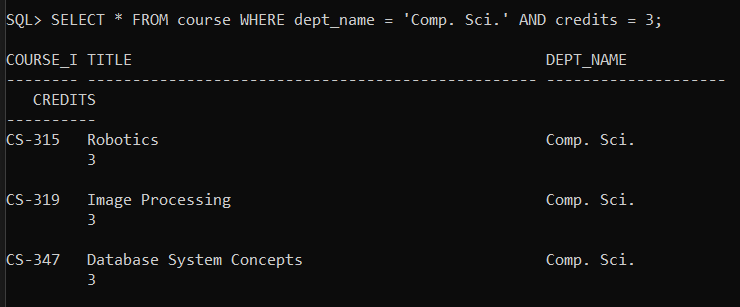 SQL> SELECT * FROM course WHERE dept_name = 'Comp. Sci.' AND credits = 3;
COURSE_I TITLE                                              DEPT_NAME
-------- -------------------------------------------------- --------------------
   CREDITS
----------
CS-315   Robotics                                           Comp. Sci.
         3
CS-319   Image Processing                                   Comp. Sci.
         3
CS-347   Database System Concepts                           Comp. Sci.
         3